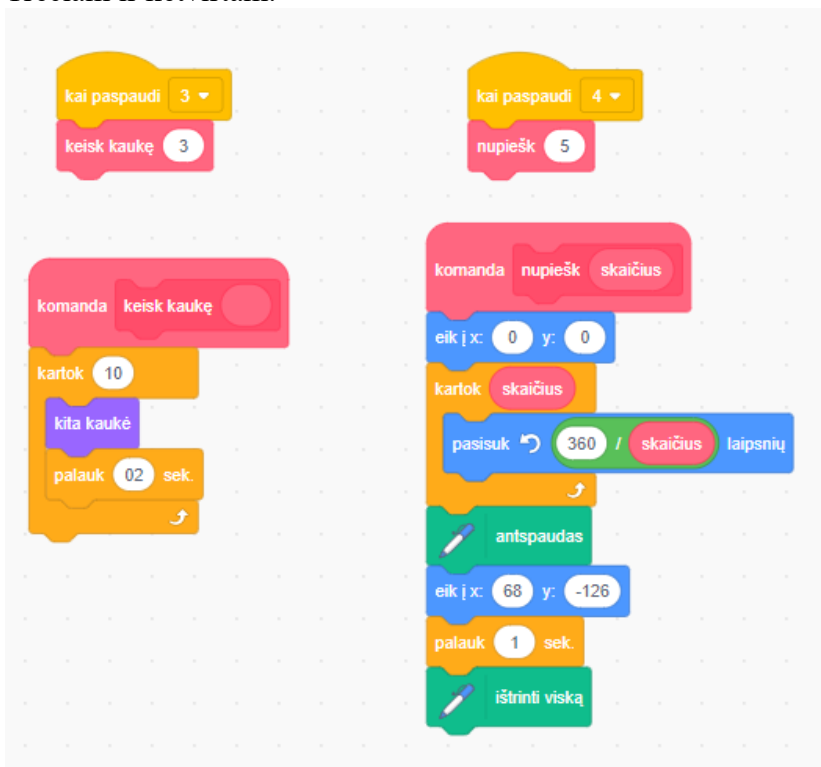 kai paspaudi 3
keisk kaukę 3
kai paspaudi 4
nupiešk 5
komanda keisk kaukę
kartok 10
kita kaukė
palauk 02 sek.
komanda nupiešk skaičius
eik į x: 0 y: 0
kartok skaičius
pasisuk 360 / skaičius laipsnių
antspaudas
eik į x: 68 y: -126
palauk 1 sek.
ištrinti viską